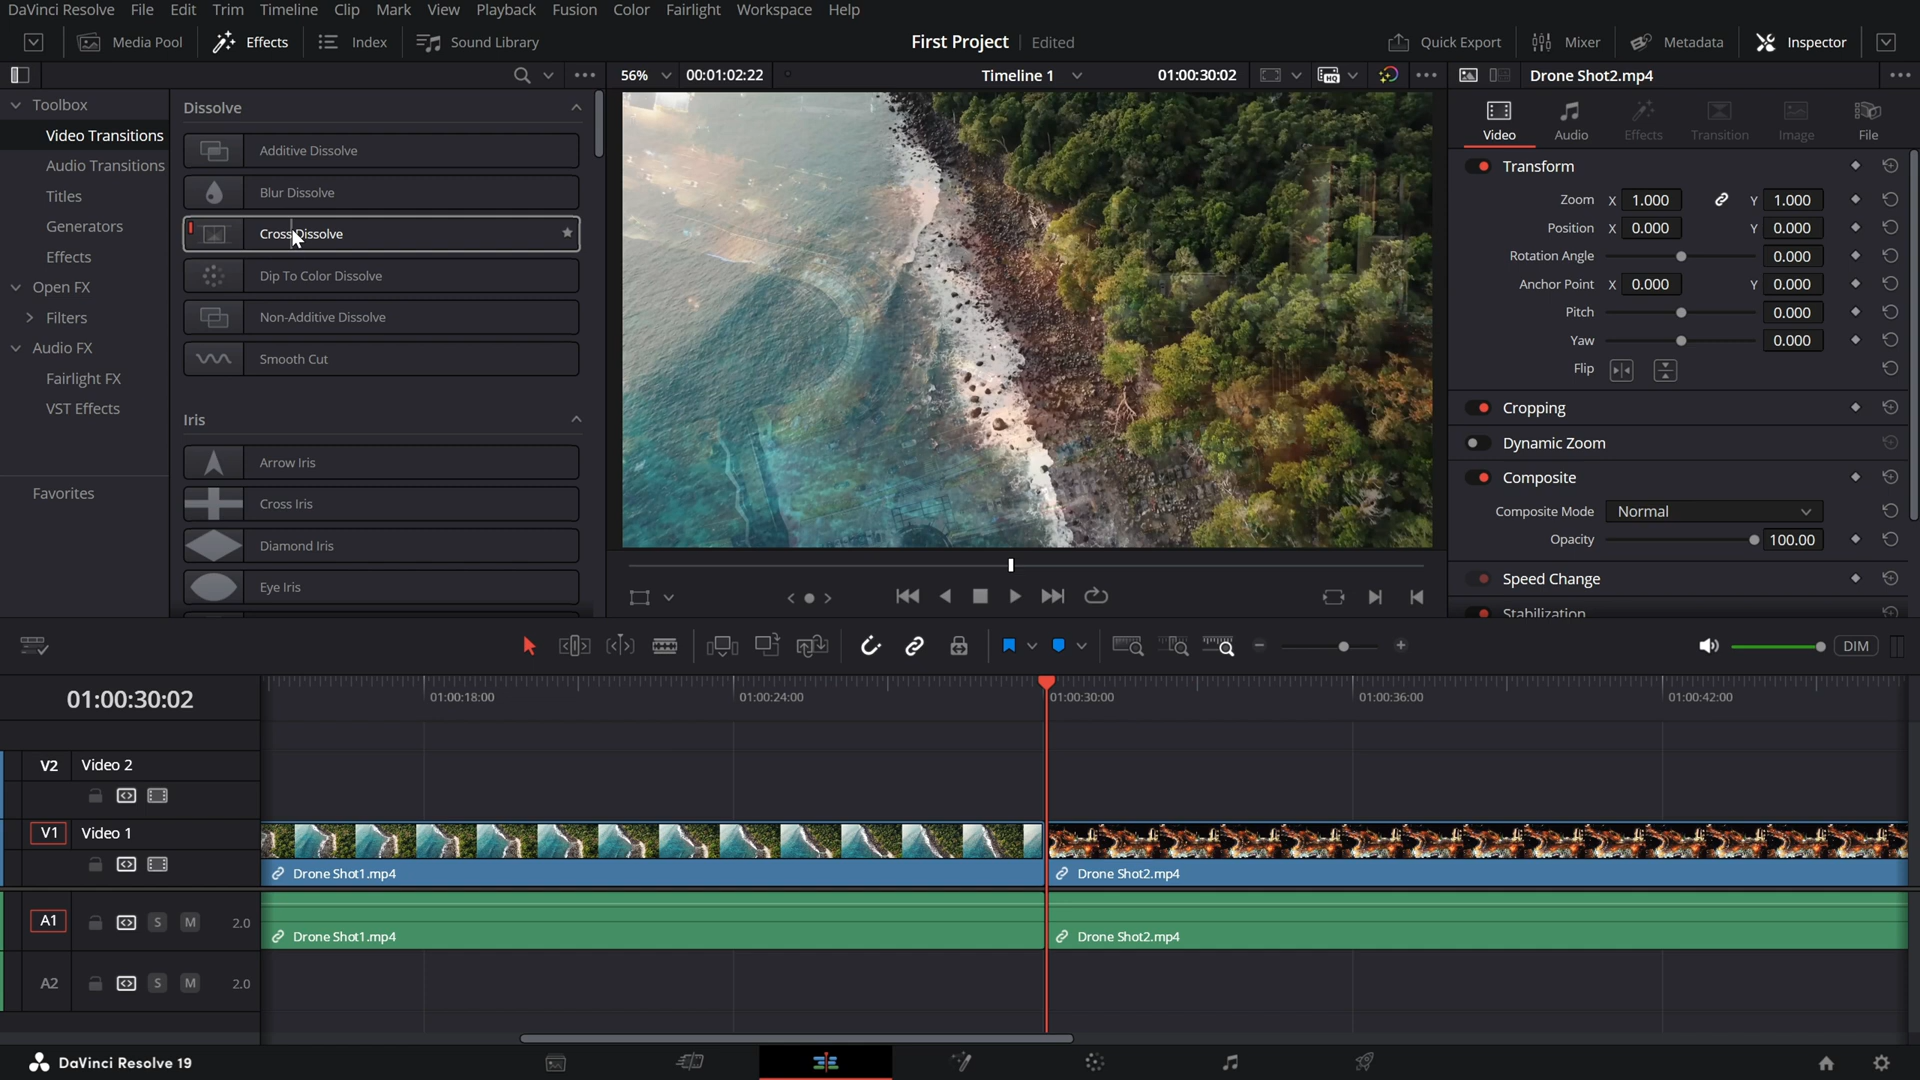 DaVinci Resolve File Edit Trim Timeline Clip Mark View Playback Fusion Color Fairlight Workspace Help
Media Pool Effects Index Sound Library First Project Edited Quick Export Mixer Metadata Inspector
56% 00:01:02:22 Timeline 1 01:00:30:02 HQ Drone Shot2.mp4
Toolbox
Video Transitions
Audio Transitions
Titles
Generators
Effects
Open FX
Filters
Audio FX
Fairlight FX
VST Effects
Favorites
Dissolve
Additive Dissolve
Blur Dissolve
Cross Dissolve
Dip To Color Dissolve
Non-Additive Dissolve
Smooth Cut
Iris
Arrow Iris
Cross Iris
Diamond Iris
Eye Iris
Video Audio Effects Transition Image File
Transform
Zoom X 1.000 Y 1.000
Position X 0.000 Y 0.000
Rotation Angle 0.000
Anchor Point X 0.000 Y 0.000
Pitch 0.000
Yaw 0.000
Flip
Cropping
Dynamic Zoom
Composite
Composite Mode Normal
Opacity 100.00
Speed Change
Stabilization
DIM
01:00:30:02 01:00:18:00 01:00:24:00 01:00:30:00 01:00:36:00 01:00:42:00
V2 Video 2
V1 Video 1
Drone Shot1.mp4 Drone Shot2.mp4
A1 S M 2.0
Drone Shot1.mp4 Drone Shot2.mp4
A2 S M 2.0
DaVinci Resolve 19